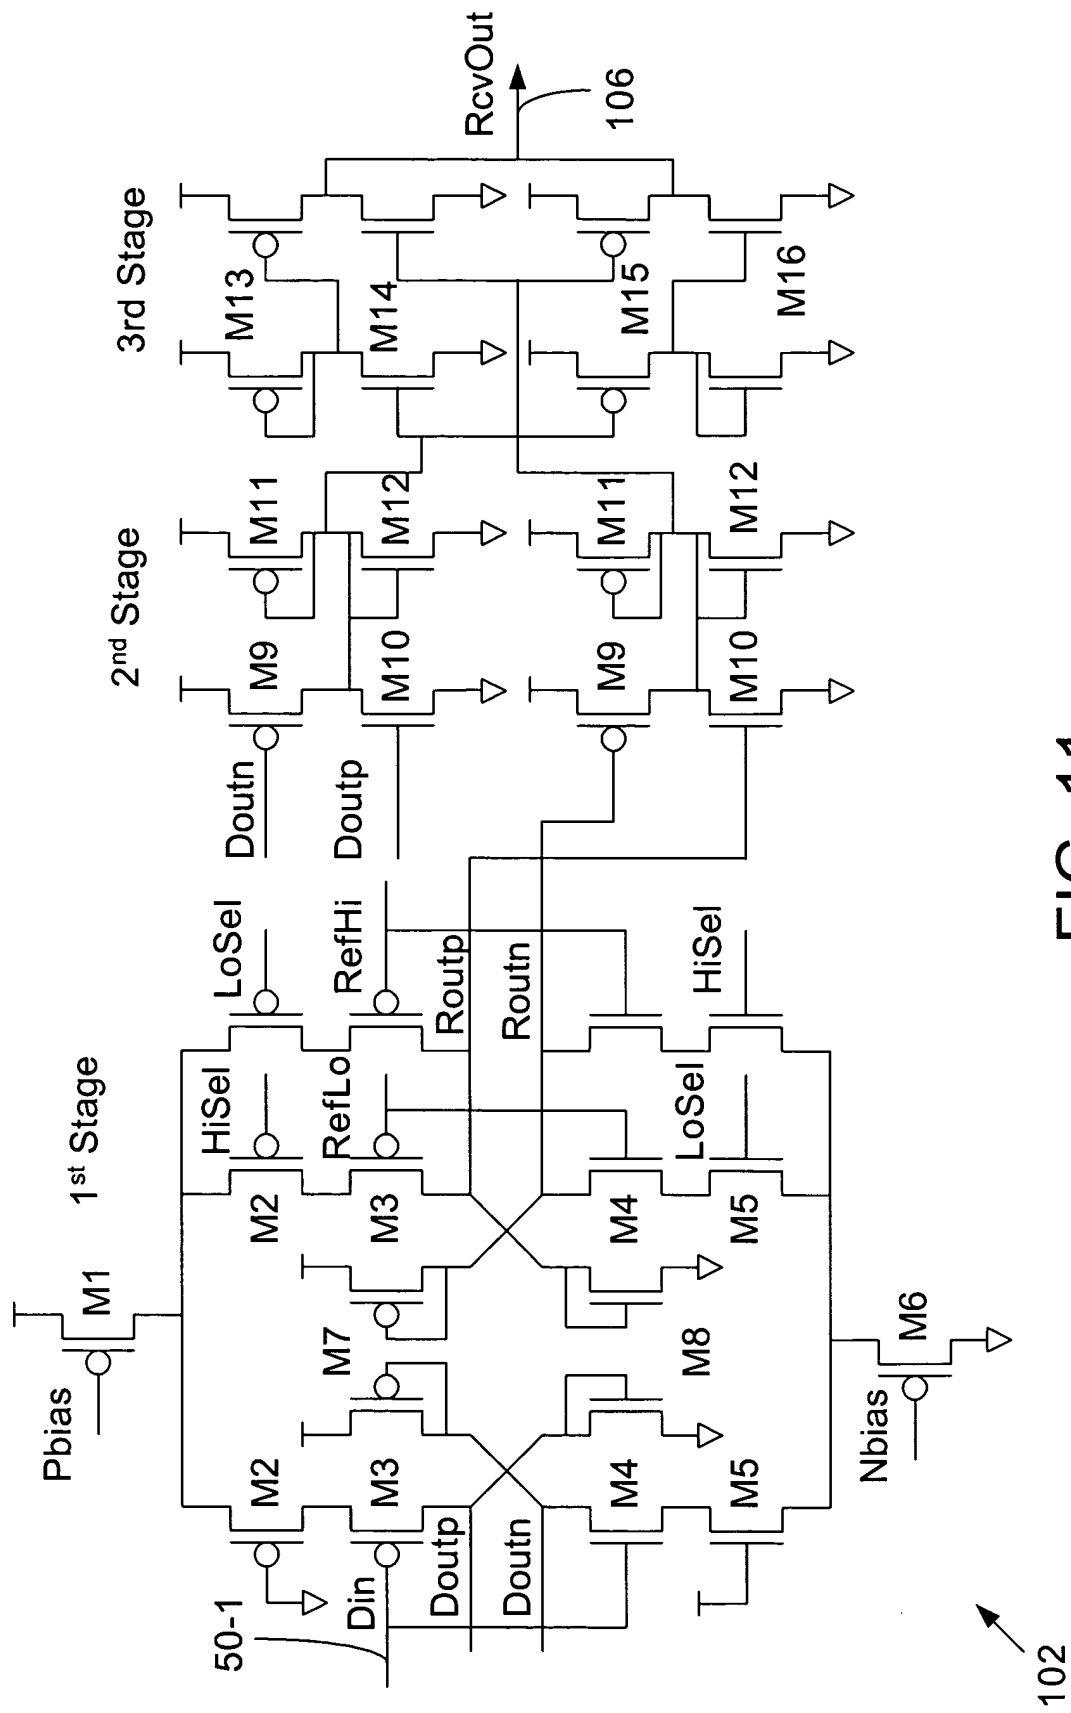 1st Stage
2nd Stage
3rd Stage
Pbias
M1
HiSel
LoSel
M2
M2
50-1
Din
M3
M7
M3
RefLo
RefHi
Doutp
Doutn
Routp
Routn
M4
M8
M4
LoSel
HiSel
M5
M5
Nbias
M6
Doutn
M9
M11
Doutp
M10
M12
M9
M11
M10
M12
M13
M14
M15
M16
RcvOut
106
102